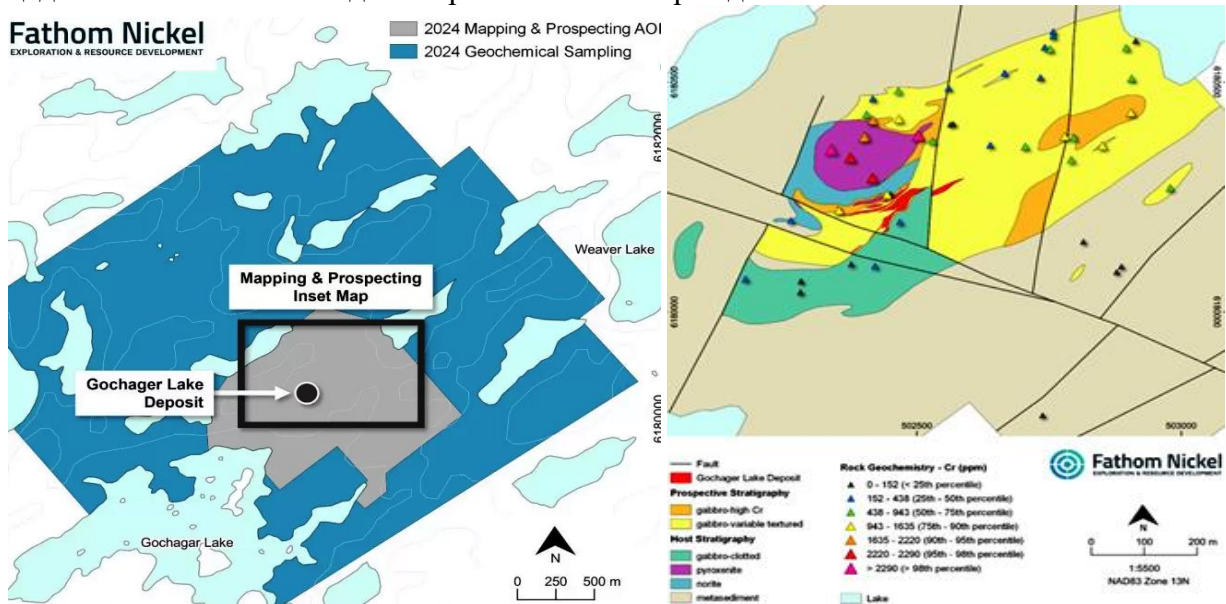 Fathom Nickel
EXPLORATION & RESOURCE DEVELOPMENT
2024 Mapping & Prospecting AOI
2024 Geochemical Sampling
6182000
Weaver Lake
Mapping & Prospecting
Inset Map
Gochager Lake
Deposit
6180000
Gochagar Lake
N
0 250 500 m
6180500
6180500
6180000
6180000
502500
503000
Fault
Gochager Lake Deposit
Prospective Stratigraphy
gabbro-high Cr
gabbro-variable textured
Host Stratigraphy
gabbro-clotted
pyroxenite
norite
metasediment
Rock Geochemistry - Cr (ppm)
0 - 152 (< 25th percentile)
152 - 438 (25th - 50th percentile)
438 - 943 (50th - 75th percentile)
943 - 1635 (75th - 90th percentile)
1635 - 2220 (90th - 95th percentile)
2220 - 2290 (95th - 98th percentile)
> 2290 (> 98th percentile)
Lake
Fathom Nickel
EXPLORATION & RESOURCE DEVELOPMENT
N
0 100 200 m
1:5500
NAD83 Zone 13N